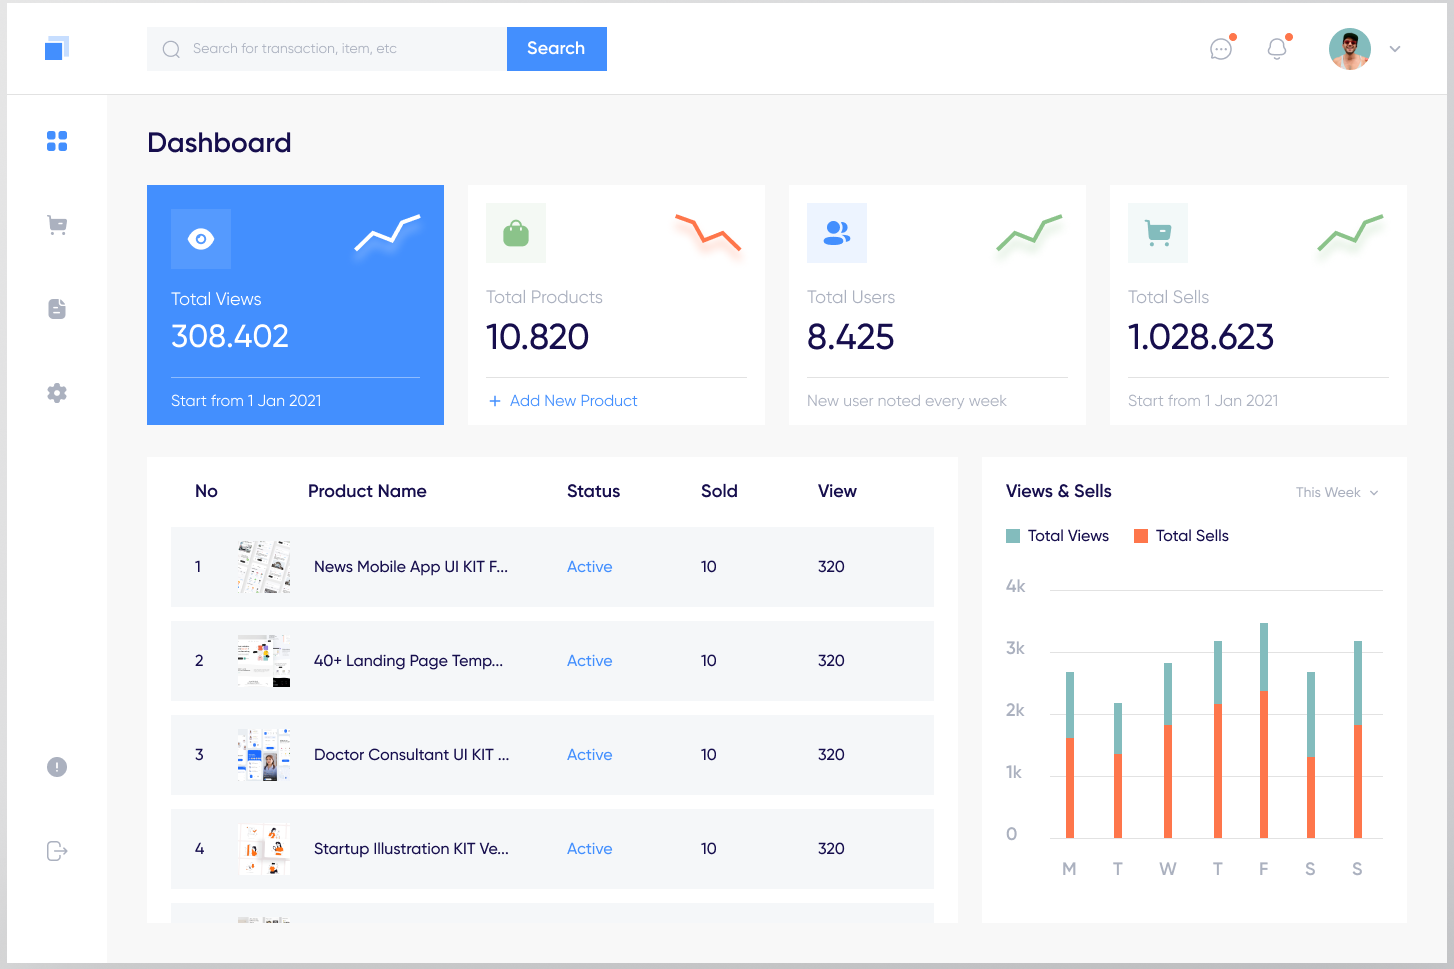 Search for transaction, item, etc
Search
Dashboard
Total Views
308.402
Start from 1 Jan 2021
Total Products
10.820
+ Add New Product
Total Users
8.425
New user noted every week
Total Sells
1.028.623
Start from 1 Jan 2021
No Product Name Status Sold View
1 News Mobile App UI KIT F... Active 10 320
2 40+ Landing Page Temp... Active 10 320
3 Doctor Consultant UI KIT ... Active 10 320
4 Startup Illustration KIT Ve... Active 10 320
Views & Sells
This Week
Total Views Total Sells
4k
3k
2k
1k
0
M T W T F S S